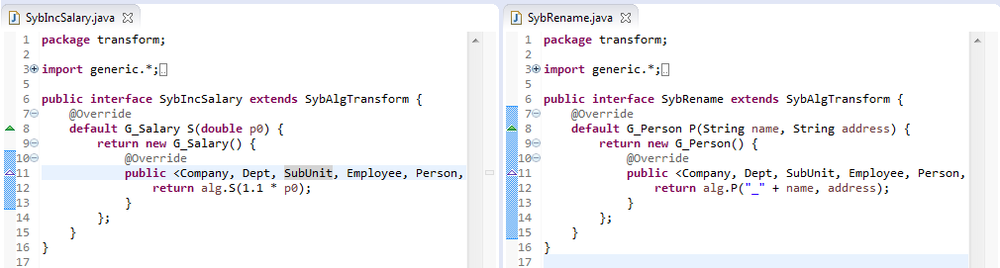 SybIncSalary.java
1 package transform;
2
3 import generic.*;
5
6 public interface SybIncSalary extends SybAlgTransform {
7 @Override
8 default G_Salary S(double p0) {
9 return new G_Salary() {
10 @Override
11 public <Company, Dept, SubUnit, Employee, Person,
12 return alg.S(1.1 * p0);
13 }
14 };
15 }
16 }
17
SybRename.java
1 package transform;
2
3 import generic.*;
5
6 public interface SybRename extends SybAlgTransform {
7 @Override
8 default G_Person P(String name, String address) {
9 return new G_Person() {
10 @Override
11 public <Company, Dept, SubUnit, Employee, Person,
12 return alg.P("_" + name, address);
13 }
14 };
15 }
16 }
17